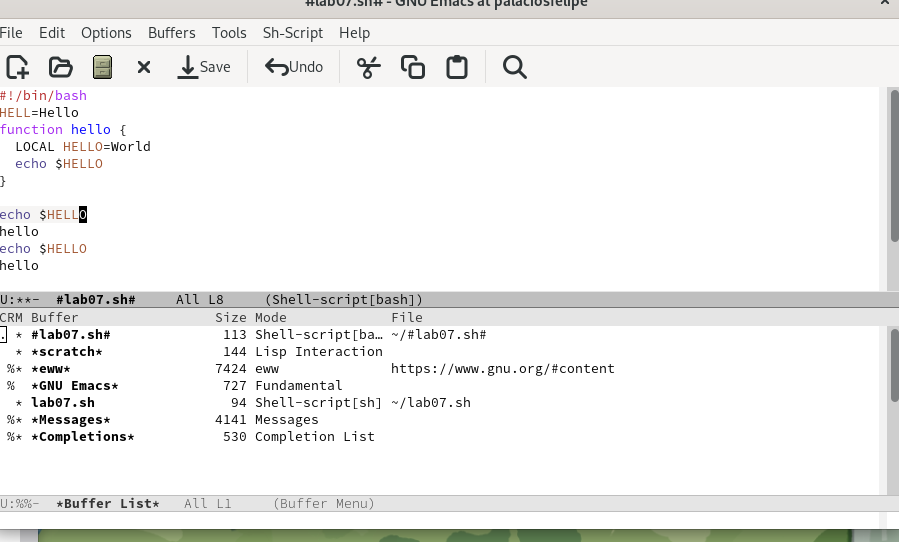 #lab07.sh# - GNU Emacs at palaciosfelipe
File Edit Options Buffers Tools Sh-Script Help
Save Undo
#!/bin/bash
HELL=Hello
function hello {
  LOCAL HELLO=World
  echo $HELLO
}
echo $HELLO
hello
echo $HELLO
hello
U:**-  #lab07.sh#     All L8     (Shell-script[bash])
CRM Buffer                 Size Mode             File
. * #lab07.sh#              113 Shell-script[ba… ~/#lab07.sh#
  * *scratch*               144 Lisp Interaction
 %* *eww*                  7424 eww              https://www.gnu.org/#content
 %  *GNU Emacs*             727 Fundamental
  * lab07.sh                 94 Shell-script[sh] ~/lab07.sh
 %* *Messages*             4141 Messages
 %* *Completions*           530 Completion List
U:%%-  *Buffer List*   All L1     (Buffer Menu)